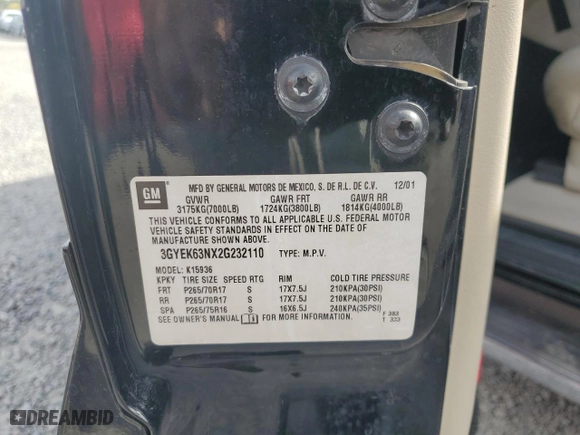 GM
MFD BY GENERAL MOTORS DE MEXICO, S. DE R.L. DE C.V. 12/01
GVWR GAWR FRT GAWR RR
3175KG(7000LB) 1724KG(3800LB) 1814KG(4000LB)
THIS VEHICLE CONFORMS TO ALL APPLICABLE U.S. FEDERAL MOTOR
VEHICLE SAFETY STANDARDS IN EFFECT ON THE DATE OF
MANUFACTURE SHOWN ABOVE.
3GYEK63NX2G232110 TYPE: M.P.V.
MODEL: K15936
KPKY TIRE SIZE SPEED RTG RIM COLD TIRE PRESSURE
FRT P265/70R17 S 17X7.5J 210KPA(30PSI)
RR P265/70R17 S 17X7.5J 210KPA(30PSI)
SPA P265/75R16 S 16X6.5J 240KPA(35PSI)
SEE OWNER'S MANUAL FOR MORE INFORMATION. F 383
T 333
DREAMBID